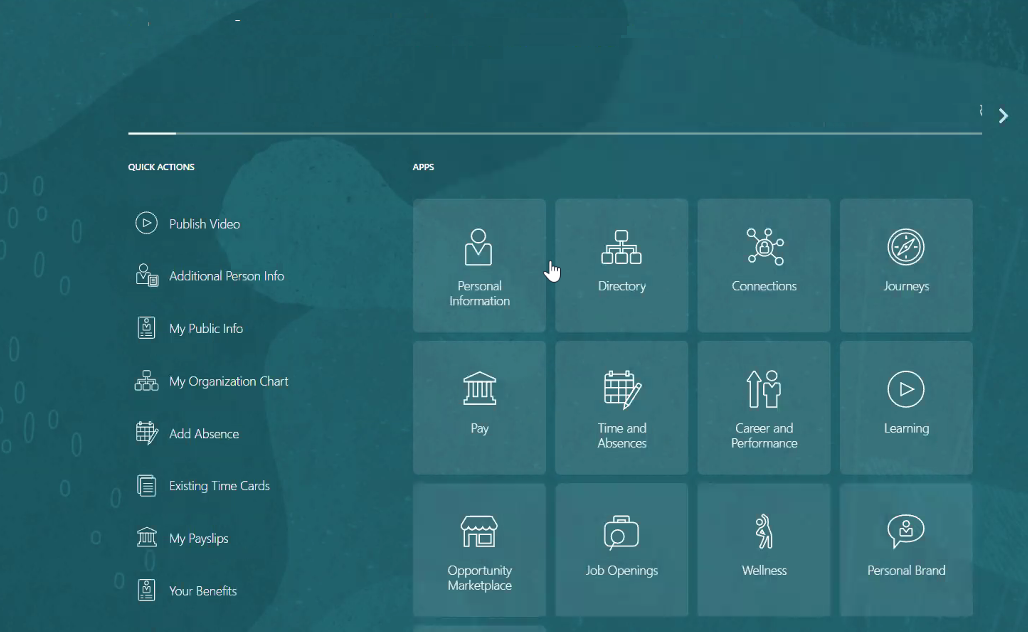 QUICK ACTIONS
Publish Video
Additional Person Info
My Public Info
My Organization Chart
Add Absence
Existing Time Cards
My Payslips
Your Benefits
APPS
Personal
Information
Directory
Connections
Journeys
Pay
Time and
Absences
Career and
Performance
Learning
Opportunity
Marketplace
Job Openings
Wellness
Personal Brand